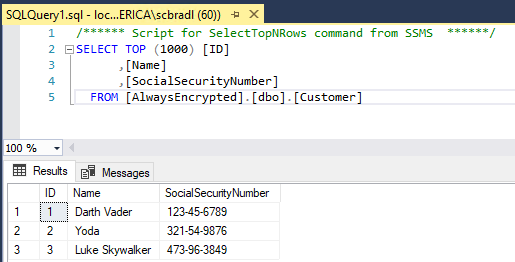 SQLQuery1.sql - loc...ERICA\scbradl (60))*
1 /****** Script for SelectTopNRows command from SSMS ******/
2 SELECT TOP (1000) [ID]
3 ,[Name]
4 ,[SocialSecurityNumber]
5 FROM [AlwaysEncrypted].[dbo].[Customer]
100 %
Results Messages
ID Name SocialSecurityNumber
1 1 Darth Vader 123-45-6789
2 2 Yoda 321-54-9876
3 3 Luke Skywalker 473-96-3849